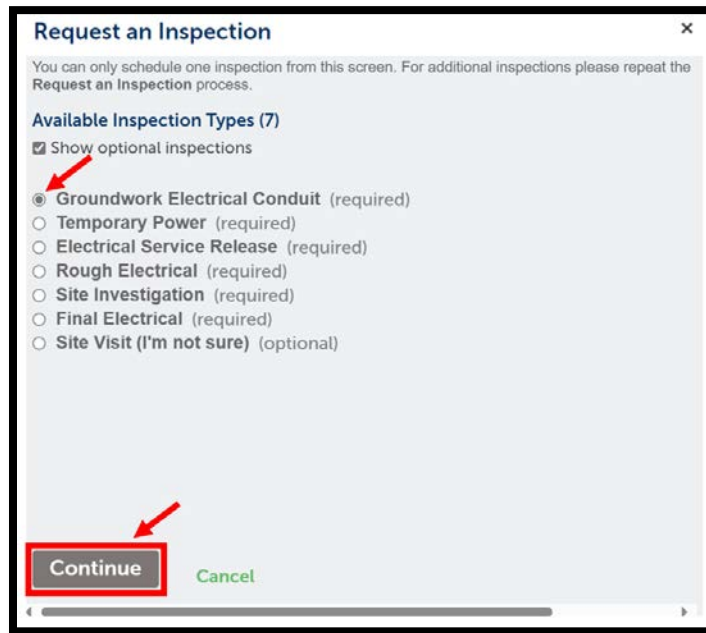 Request an Inspection
×
You can only schedule one inspection from this screen. For additional inspections please repeat the
Request an Inspection process.
Available Inspection Types (7)
Show optional inspections
Groundwork Electrical Conduit (required)
Temporary Power (required)
Electrical Service Release (required)
Rough Electrical (required)
Site Investigation (required)
Final Electrical (required)
Site Visit (I'm not sure) (optional)
Continue
Cancel